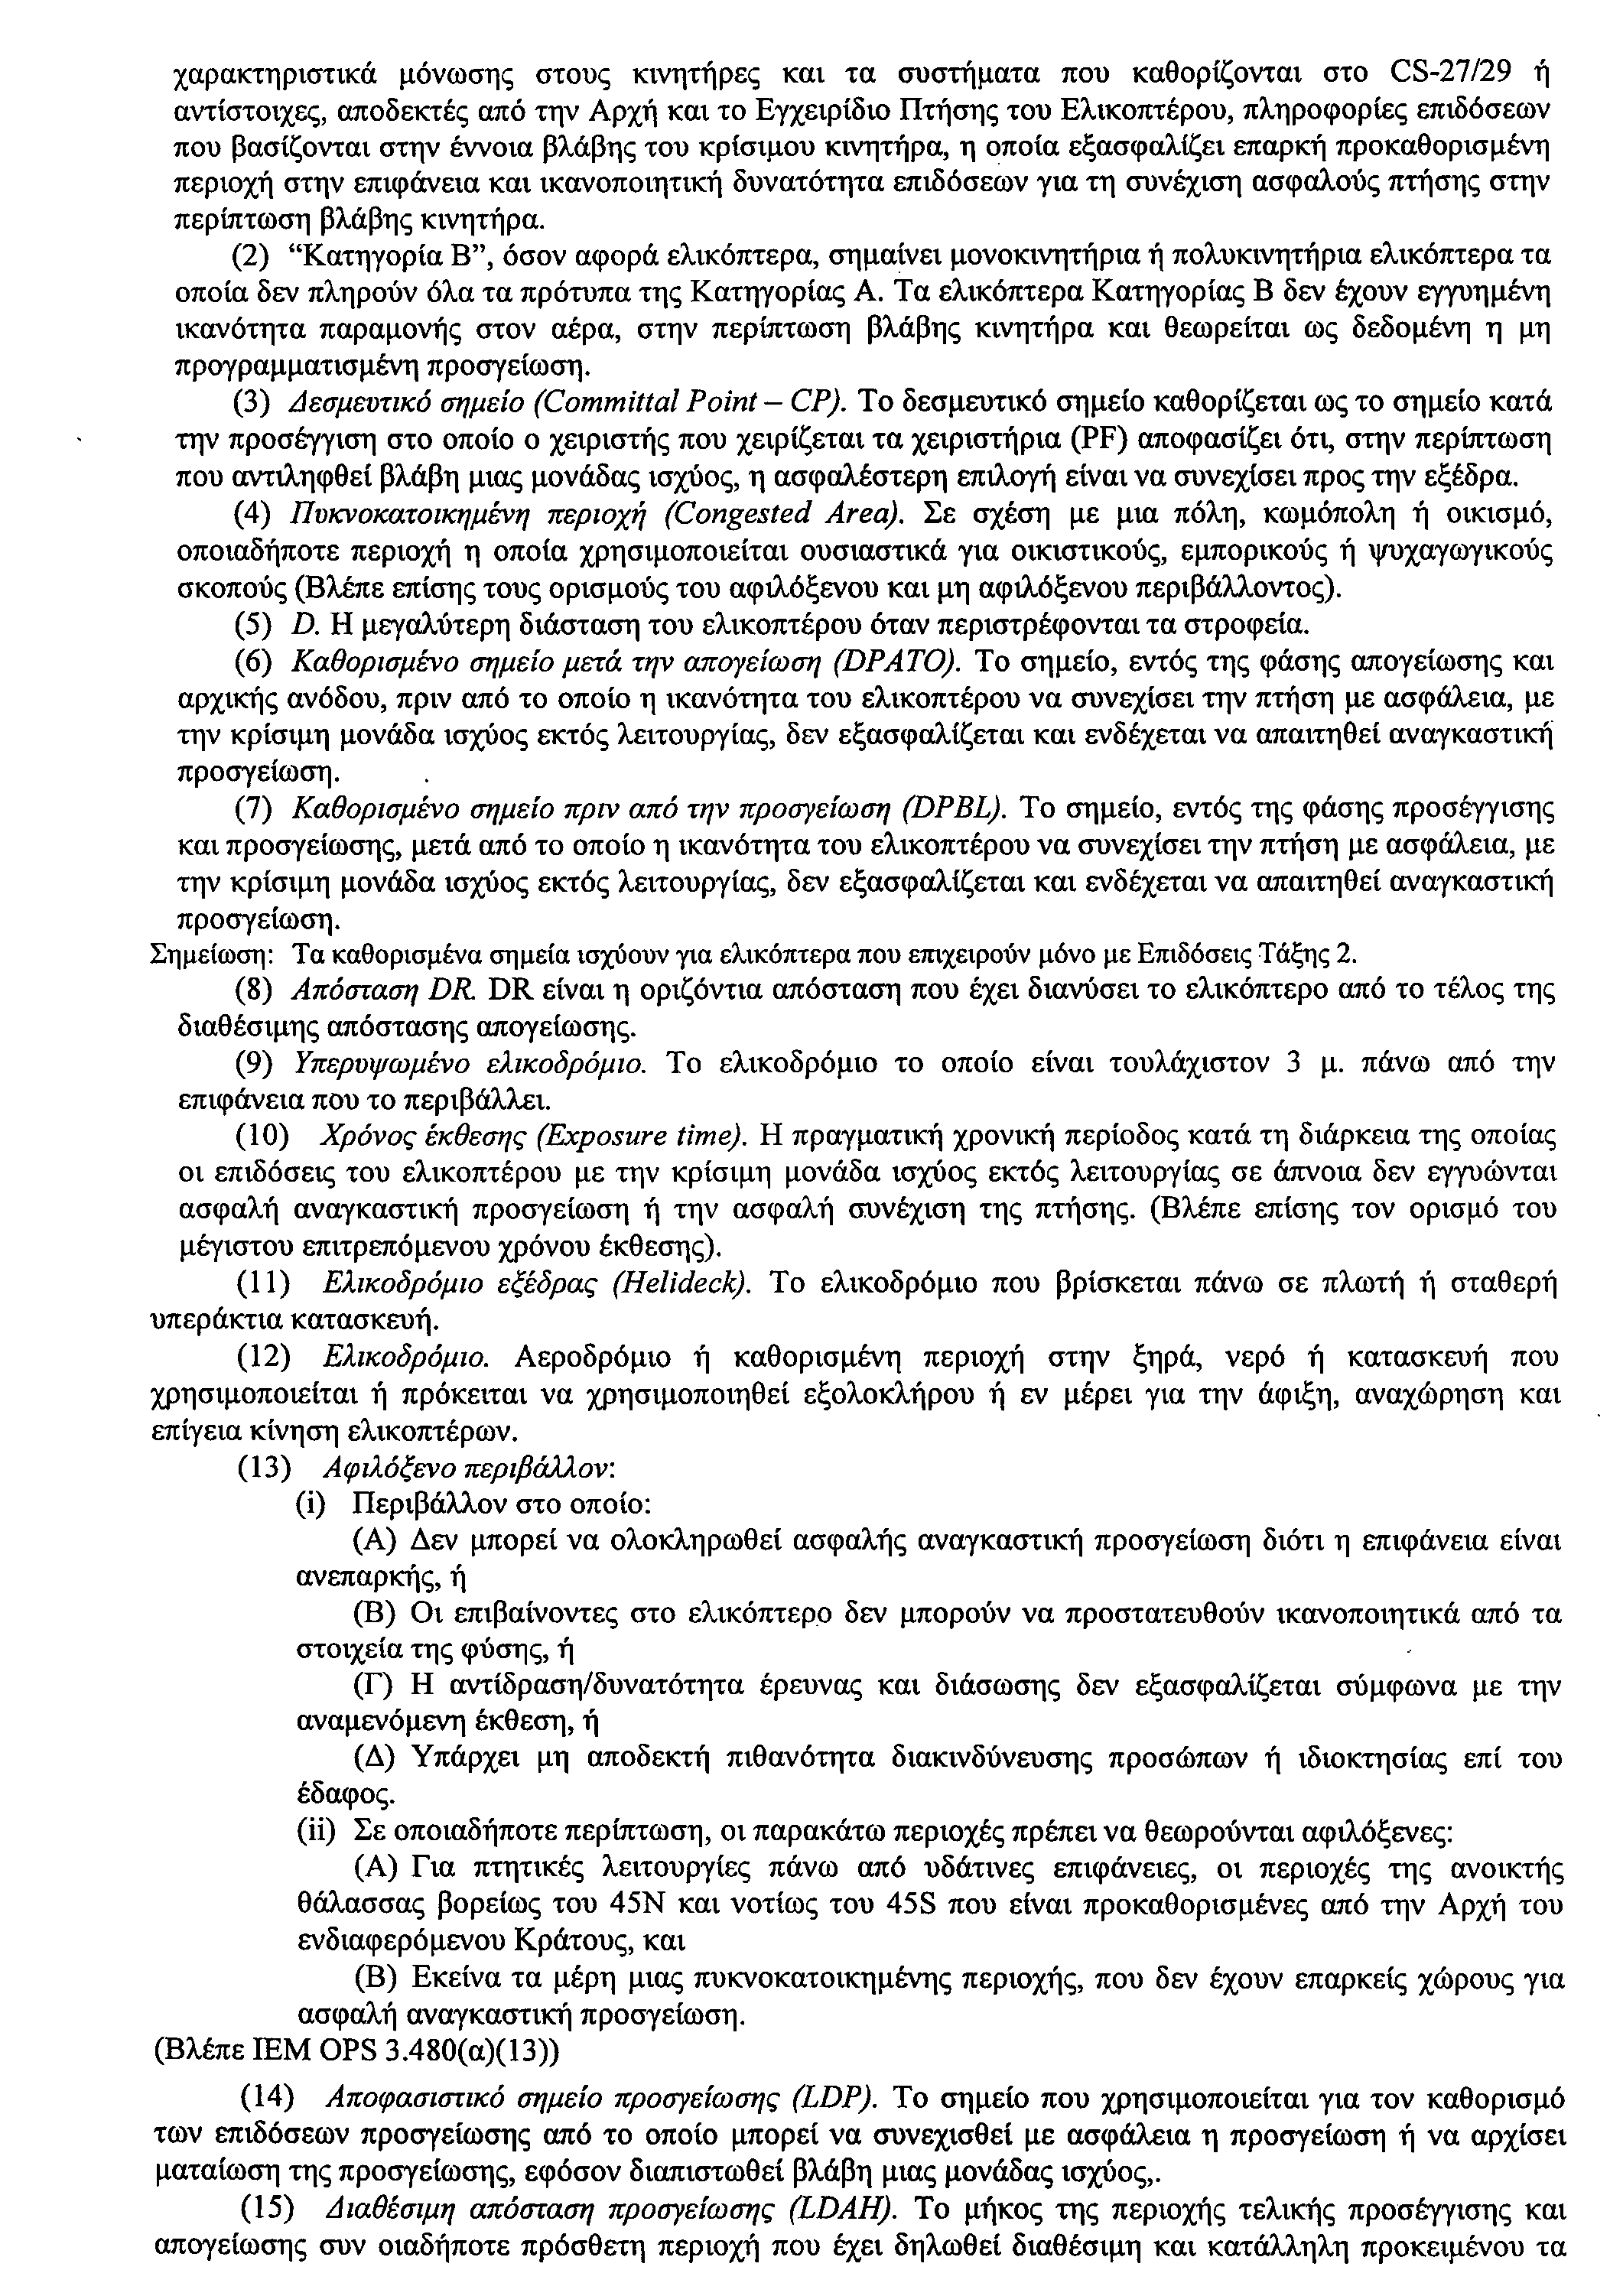 χαρακτηριστικά μόνωσης στους κινητήρες και τα συστήματα που καθορίζονται στο CS-27/29 ή
αντίστοιχες, αποδεκτές από την Αρχή και το Εγχειρίδιο Πτήσης του Ελικοπτέρου, πληροφορίες επιδόσεων
που βασίζονται στην έννοια βλάβης του κρίσιμου κινητήρα, η οποία εξασφαλίζει επαρκή προκαθορισμένη
περιοχή στην επιφάνεια και ικανοποιητική δυνατότητα επιδόσεων για τη συνέχιση ασφαλούς πτήσης στην
περίπτωση βλάβης κινητήρα.
(2) “Κατηγορία Β”, όσον αφορά ελικόπτερα, σημαίνει μονοκινητήρια ή πολυκινητήρια ελικόπτερα τα
οποία δεν πληρούν όλα τα πρότυπα της Κατηγορίας Α. Τα ελικόπτερα Κατηγορίας Β δεν έχουν εγγυημένη
ικανότητα παραμονής στον αέρα, στην περίπτωση βλάβης κινητήρα και θεωρείται ως δεδομένη η μη
προγραμματισμένη προσγείωση.
(3) Δεσμευτικό σημείο (Committal Point – CP). Το δεσμευτικό σημείο καθορίζεται ως το σημείο κατά
την προσέγγιση στο οποίο ο χειριστής που χειρίζεται τα χειριστήρια (PF) αποφασίζει ότι, στην περίπτωση
που αντιληφθεί βλάβη μιας μονάδας ισχύος, η ασφαλέστερη επιλογή είναι να συνεχίσει προς την εξέδρα.
(4) Πυκνοκατοικημένη περιοχή (Congested Area). Σε σχέση με μια πόλη, κωμόπολη ή οικισμό,
οποιαδήποτε περιοχή η οποία χρησιμοποιείται ουσιαστικά για οικιστικούς, εμπορικούς ή ψυχαγωγικούς
σκοπούς (Βλέπε επίσης τους ορισμούς του αφιλόξενου και μη αφιλόξενου περιβάλλοντος).
(5) D. Η μεγαλύτερη διάσταση του ελικοπτέρου όταν περιστρέφονται τα στροφεία.
(6) Καθορισμένο σημείο μετά την απογείωση (DPATO). Το σημείο, εντός της φάσης απογείωσης και
αρχικής ανόδου, πριν από το οποίο η ικανότητα του ελικοπτέρου να συνεχίσει την πτήση με ασφάλεια, με
την κρίσιμη μονάδα ισχύος εκτός λειτουργίας, δεν εξασφαλίζεται και ενδέχεται να απαιτηθεί αναγκαστική
προσγείωση.
(7) Καθορισμένο σημείο πριν από την προσγείωση (DPBL). Το σημείο, εντός της φάσης προσέγγισης
και προσγείωσης, μετά από το οποίο η ικανότητα του ελικοπτέρου να συνεχίσει την πτήση με ασφάλεια, με
την κρίσιμη μονάδα ισχύος εκτός λειτουργίας, δεν εξασφαλίζεται και ενδέχεται να απαιτηθεί αναγκαστική
προσγείωση.
Σημείωση: Τα καθορισμένα σημεία ισχύουν για ελικόπτερα που επιχειρούν μόνο με Επιδόσεις Τάξης 2.
(8) Απόσταση DR. DR είναι η οριζόντια απόσταση που έχει διανύσει το ελικόπτερο από το τέλος της
διαθέσιμης απόστασης απογείωσης.
(9) Υπερυψωμένο ελικοδρόμιο. Το ελικοδρόμιο το οποίο είναι τουλάχιστον 3 μ. πάνω από την
επιφάνεια που το περιβάλλει.
(10) Χρόνος έκθεσης (Exposure time). Η πραγματική χρονική περίοδος κατά τη διάρκεια της οποίας
οι επιδόσεις του ελικοπτέρου με την κρίσιμη μονάδα ισχύος εκτός λειτουργίας σε άπνοια δεν εγγυώνται
ασφαλή αναγκαστική προσγείωση ή την ασφαλή συνέχιση της πτήσης. (Βλέπε επίσης τον ορισμό του
μέγιστου επιτρεπόμενου χρόνου έκθεσης).
(11) Ελικοδρόμιο εξέδρας (Helideck). Το ελικοδρόμιο που βρίσκεται πάνω σε πλωτή ή σταθερή
υπεράκτια κατασκευή.
(12) Ελικοδρόμιο. Αεροδρόμιο ή καθορισμένη περιοχή στην ξηρά, νερό ή κατασκευή που
χρησιμοποιείται ή πρόκειται να χρησιμοποιηθεί εξολοκλήρου ή εν μέρει για την άφιξη, αναχώρηση και
επίγεια κίνηση ελικοπτέρων.
(13) Αφιλόξενο περιβάλλον:
(i) Περιβάλλον στο οποίο:
(Α) Δεν μπορεί να ολοκληρωθεί ασφαλής αναγκαστική προσγείωση διότι η επιφάνεια είναι
ανεπαρκής, ή
(Β) Οι επιβαίνοντες στο ελικόπτερο δεν μπορούν να προστατευθούν ικανοποιητικά από τα
στοιχεία της φύσης, ή
(Γ) Η αντίδραση/δυνατότητα έρευνας και διάσωσης δεν εξασφαλίζεται σύμφωνα με την
αναμενόμενη έκθεση, ή
(Δ) Υπάρχει μη αποδεκτή πιθανότητα διακινδύνευσης προσώπων ή ιδιοκτησίας επί του
έδαφος.
(ii) Σε οποιαδήποτε περίπτωση, οι παρακάτω περιοχές πρέπει να θεωρούνται αφιλόξενες:
(Α) Για πτητικές λειτουργίες πάνω από υδάτινες επιφάνειες, οι περιοχές της ανοικτής
θάλασσας βορείως του 45N και νοτίως του 45S που είναι προκαθορισμένες από την Αρχή του
ενδιαφερόμενου Κράτους, και
(Β) Εκείνα τα μέρη μιας πυκνοκατοικημένης περιοχής, που δεν έχουν επαρκείς χώρους για
ασφαλή αναγκαστική προσγείωση.
(Βλέπε IEM OPS 3.480(α)(13))
(14) Αποφασιστικό σημείο προσγείωσης (LDP). Το σημείο που χρησιμοποιείται για τον καθορισμό
των επιδόσεων προσγείωσης από το οποίο μπορεί να συνεχισθεί με ασφάλεια η προσγείωση ή να αρχίσει
ματαίωση της προσγείωσης, εφόσον διαπιστωθεί βλάβη μιας μονάδας ισχύος,.
(15) Διαθέσιμη απόσταση προσγείωσης (LDAH). Το μήκος της περιοχής τελικής προσέγγισης και
απογείωσης συν οιαδήποτε πρόσθετη περιοχή που έχει δηλωθεί διαθέσιμη και κατάλληλη προκειμένου τα